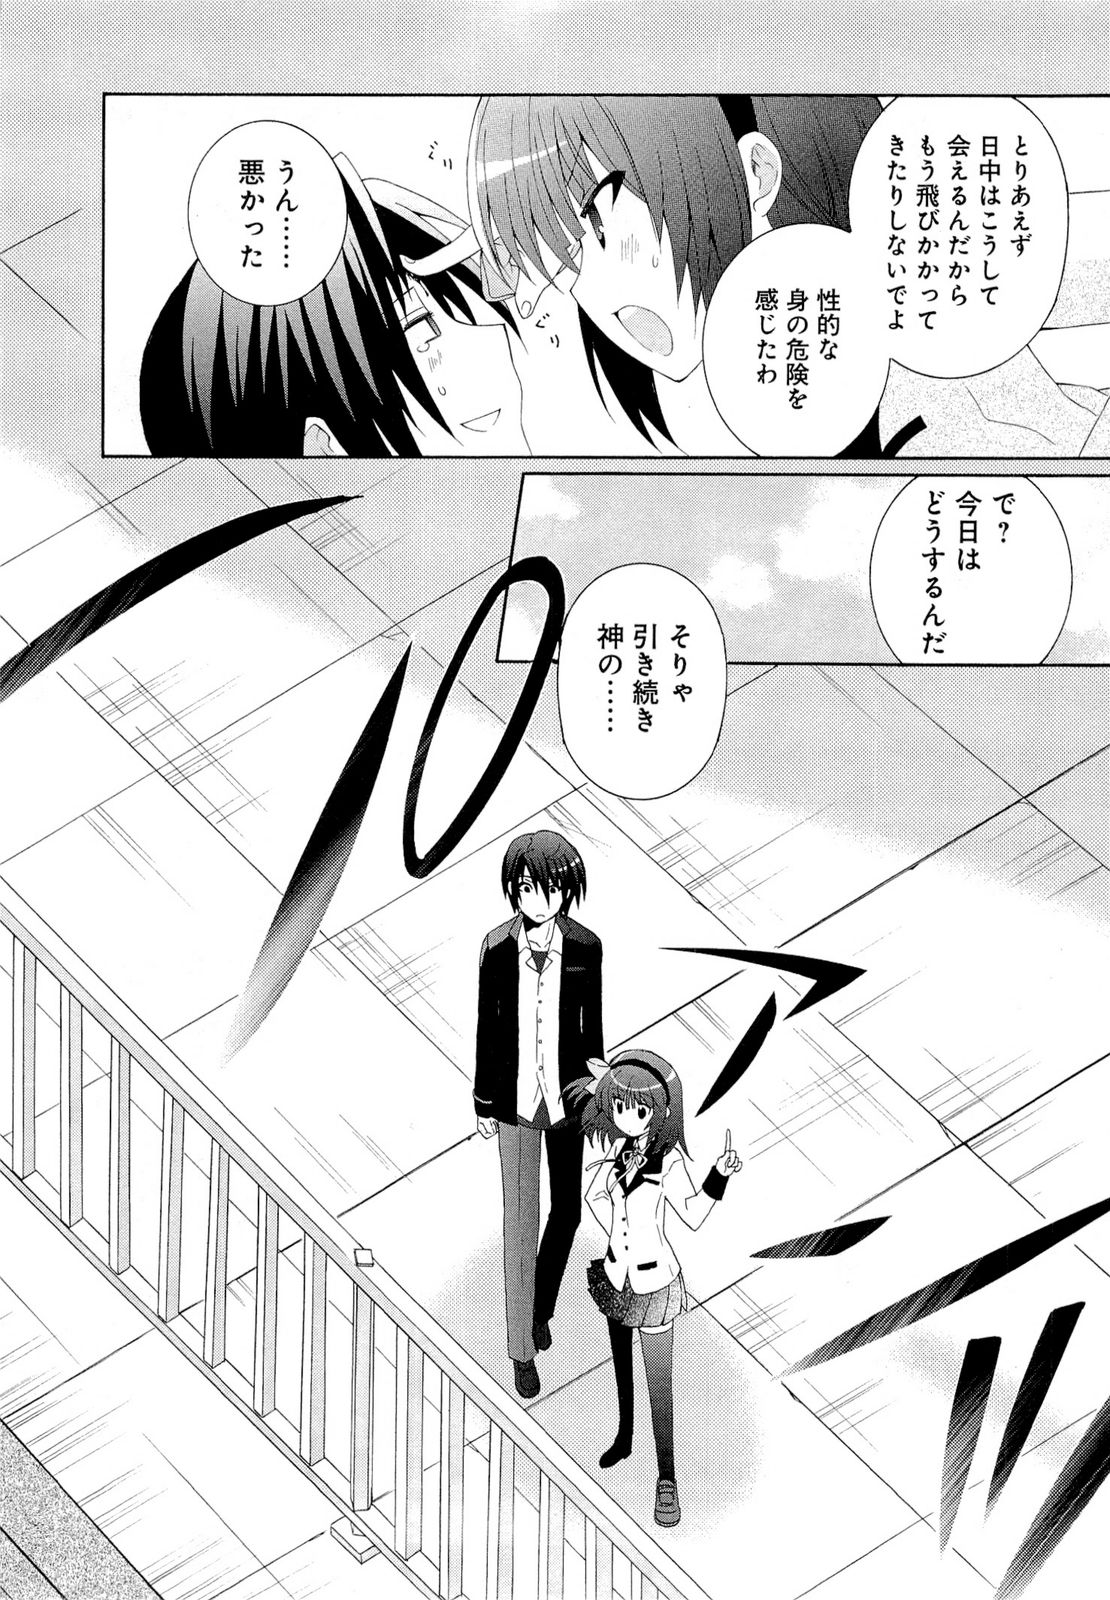 とりあえず
日中はこうして
会えるんだから
もう飛びかかって
きたりしないでよ
性的な
身の危険を
感じたわ
ぐり
うん……
悪かった
で?
今日は
どうするんだ
そりゃ
引き続き
神の……